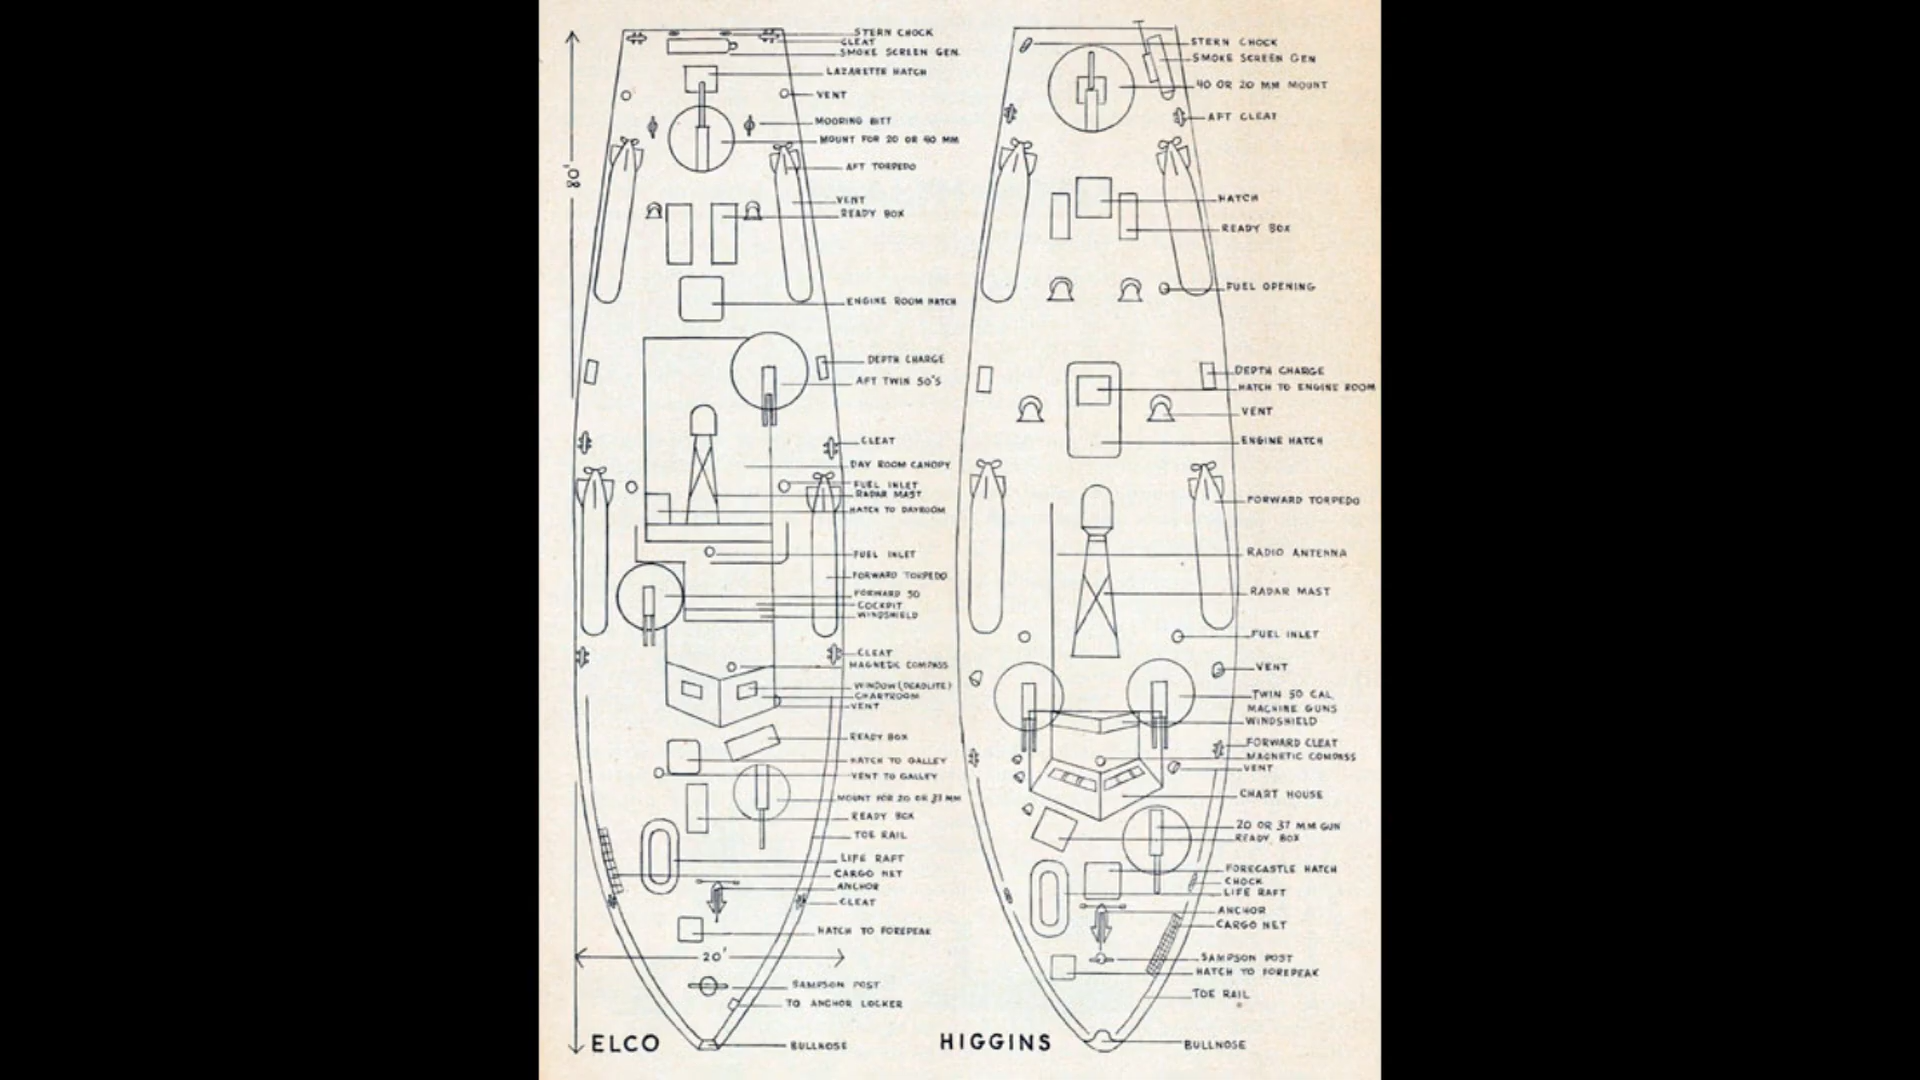 STERN CHOCK
CLEAT
SMOKE SCREEN GEN.
LAZARETTE HATCH
VENT
MOORING BITT
MOUNT FOR 20 OR 40 MM
AFT TORPEDO
80'
VENT
READY BOX
ENGINE ROOM HATCH
DEPTH CHARGE
AFT TWIN 50'S
CLEAT
DAY ROOM CANOPY
FUEL INLET
RADAR MAST
HATCH TO DAYROOM
FUEL INLET
FORWARD TORPEDO
FORWARD 50
COCKPIT
WINDSHIELD
CLEAT
MAGNETIC COMPASS
WINDOW (DEADLITE)
CHARTROOM
VENT
READY BOX
HATCH TO GALLEY
VENT TO GALLEY
MOUNT FOR 20 OR 37 MM
READY BOX
TOE RAIL
LIFE RAFT
CARGO NET
ANCHOR
CLEAT
HATCH TO FOREPEAK
20'
SAMPSON POST
TO ANCHOR LOCKER
BULLNOSE
ELCO
STERN CHOCK
SMOKE SCREEN GEN
40 OR 20 MM MOUNT
AFT CLEAT
HATCH
READY BOX
FUEL OPENING
DEPTH CHARGE
HATCH TO ENGINE ROOM
VENT
ENGINE HATCH
FORWARD TORPEDO
RADIO ANTENNA
RADAR MAST
FUEL INLET
VENT
TWIN 50 CAL.
MACHINE GUNS
WINDSHIELD
FORWARD CLEAT
MAGNETIC COMPASS
VENT
CHART HOUSE
20 OR 37 MM GUN
READY BOX
FORECASTLE HATCH
CHOCK
LIFE RAFT
ANCHOR
CARGO NET
SAMPSON POST
HATCH TO FOREPEAK
TOE RAIL
BULLNOSE
HIGGINS